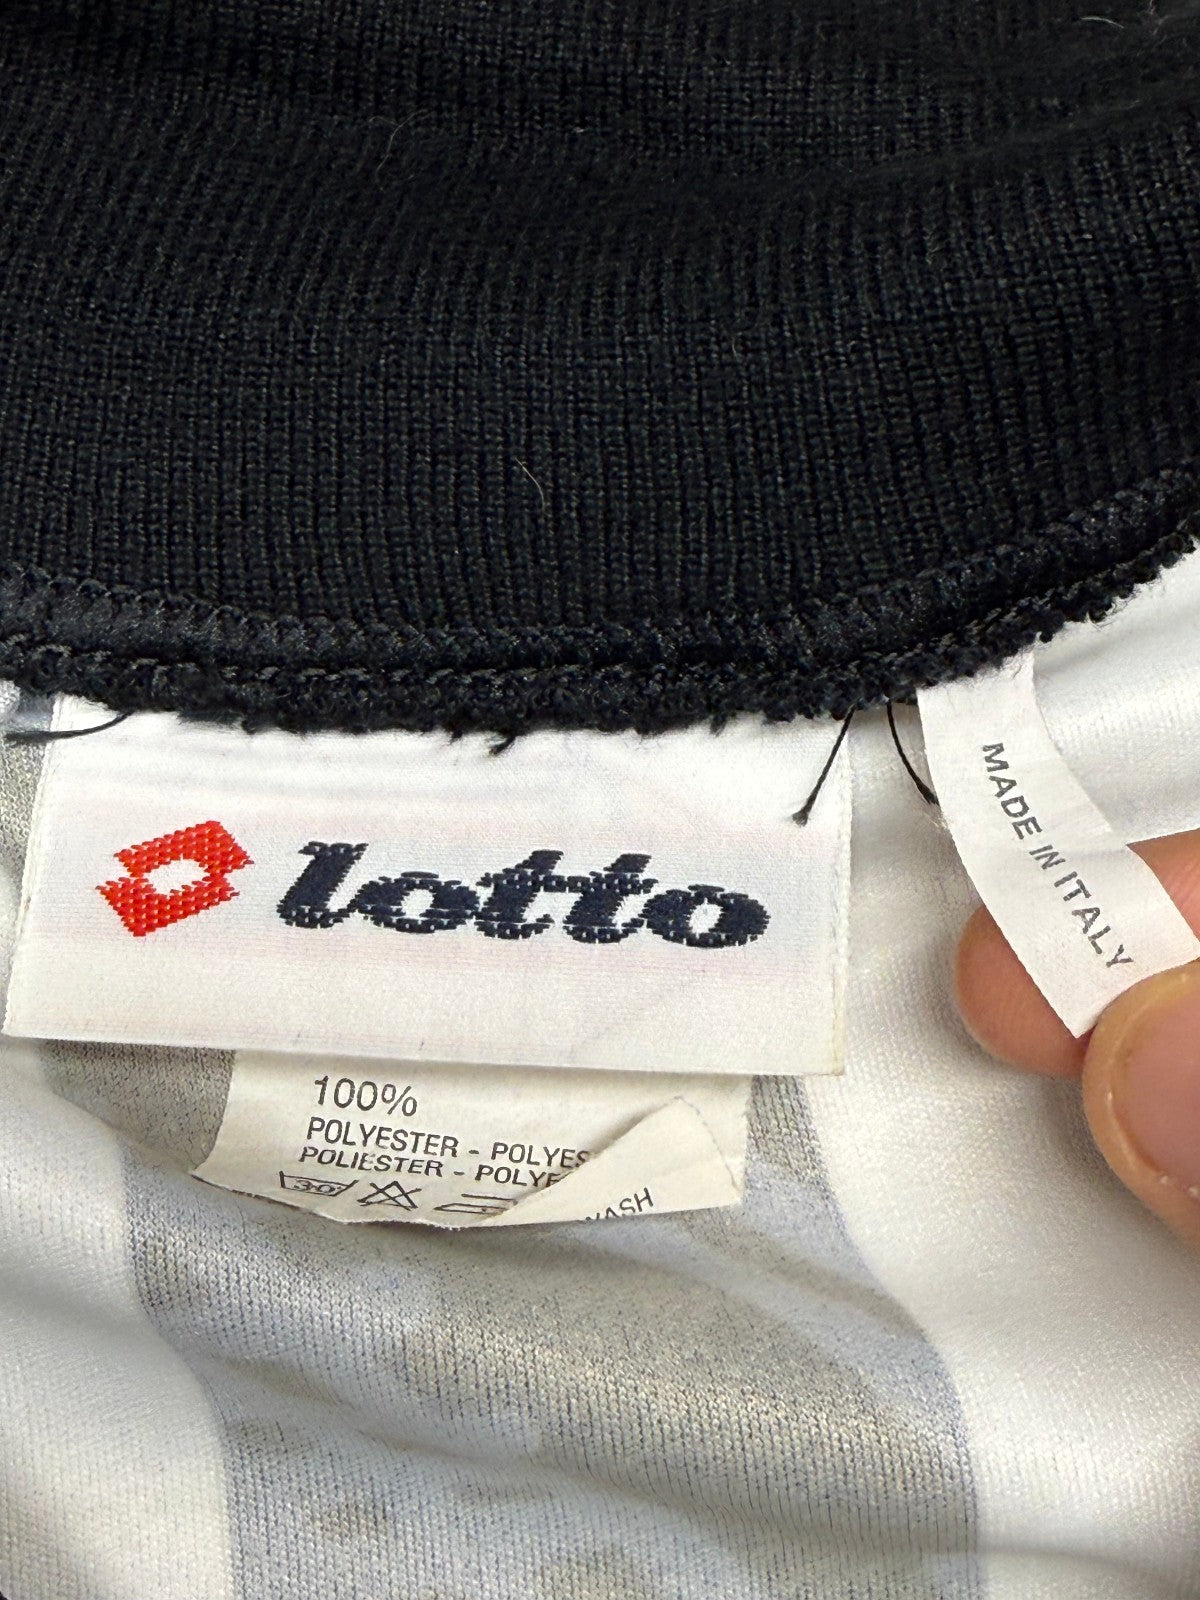 lotto
MADE IN ITALY
100%
POLYESTER - POLYES
POLIESTER - POLYE
30°
WASH